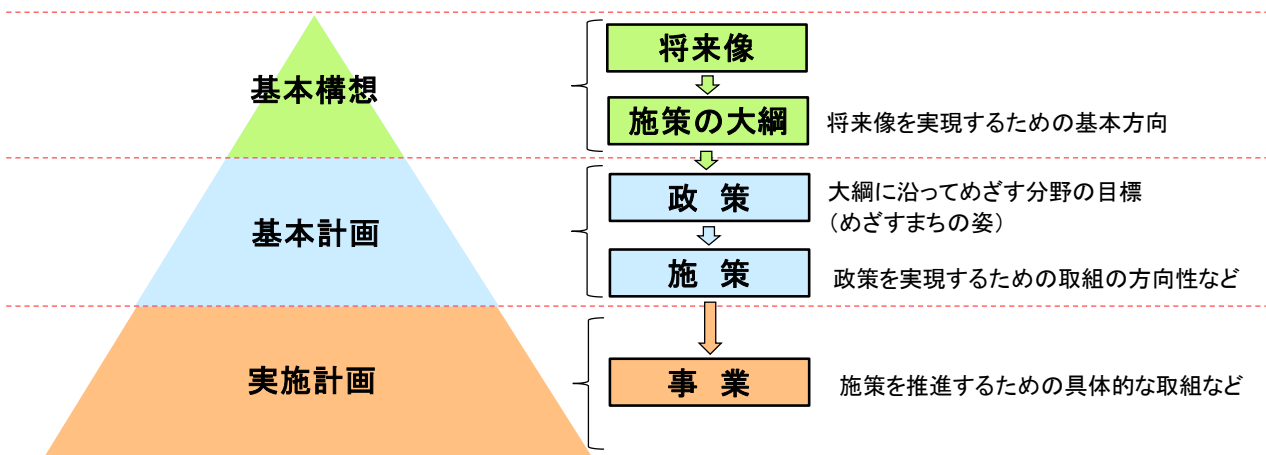 基本構想
将来像
施策の大綱
将来像を実現するための基本方向
基本計画
政 策
大綱に沿ってめざす分野の目標
（めざすまちの姿）
施 策
政策を実現するための取組の方向性など
実施計画
事 業
施策を推進するための具体的な取組など